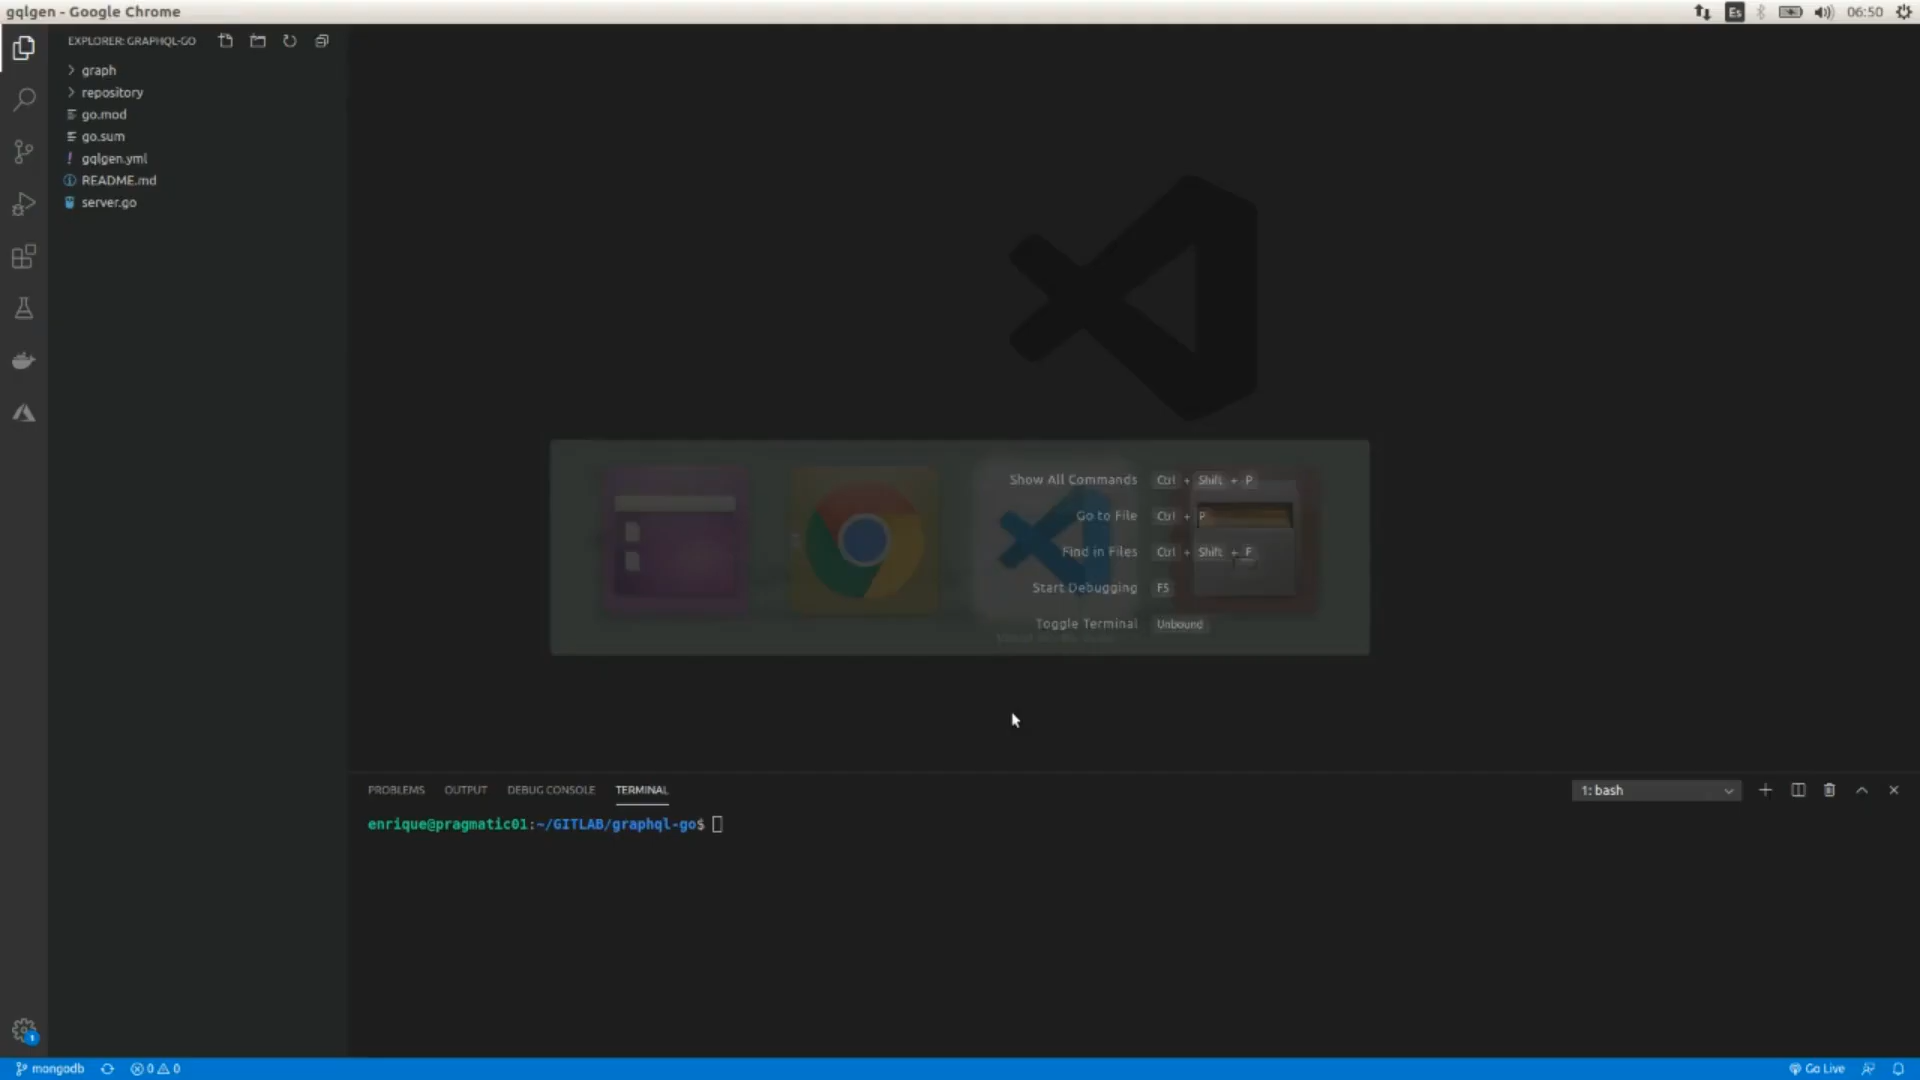 gqlgen - Google Chrome
Es
06:50
EXPLORER: GRAPHQL-GO
graph
repository
go.mod
go.sum
gqlgen.yml
README.md
server.go
Show All Commands Ctrl + Shift + P
Go to File Ctrl + P
Find in Files Ctrl + Shift + F
Start Debugging F5
Toggle Terminal Unbound
PROBLEMS OUTPUT DEBUG CONSOLE TERMINAL
1: bash
enrique@pragmatic01:~/GITLAB/graphql-go$
1
mongodb 0 0
Go Live